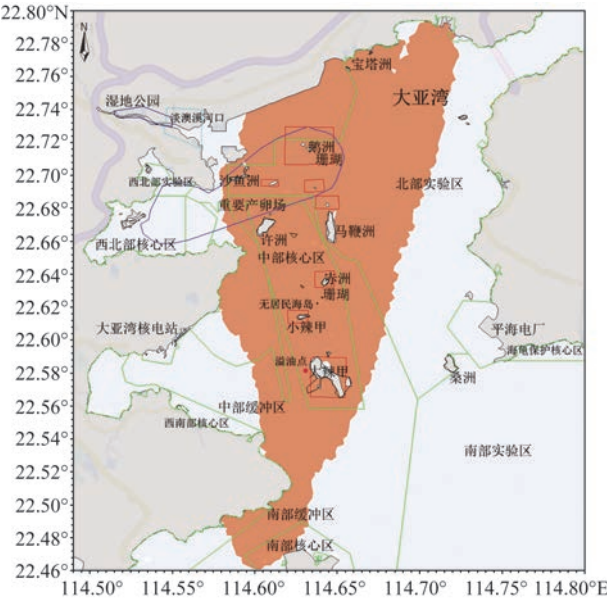 22.80°N
22.78°
22.76°
22.74°
22.72°
22.70°
22.68°
22.66°
22.64°
22.62°
22.60°
22.58°
22.56°
22.54°
22.52°
22.50°
22.48°
22.46°
N
宝塔洲
大亚湾
湿地公园
淡澳溪河口
鹅洲
珊瑚
西北部实验区
沙鱼洲
北部实验区
重要产卵场
马鞭洲
西北部核心区
许洲
中部核心区
赤洲
珊瑚
无居民海岛
大亚湾核电站
小辣甲
平海电厂
海龟保护核心区
溢油点
大辣甲
桑洲
中部缓冲区
西南部核心区
南部实验区
南部缓冲区
南部核心区
114.50° 114.55° 114.60° 114.65° 114.70° 114.75° 114.80°E